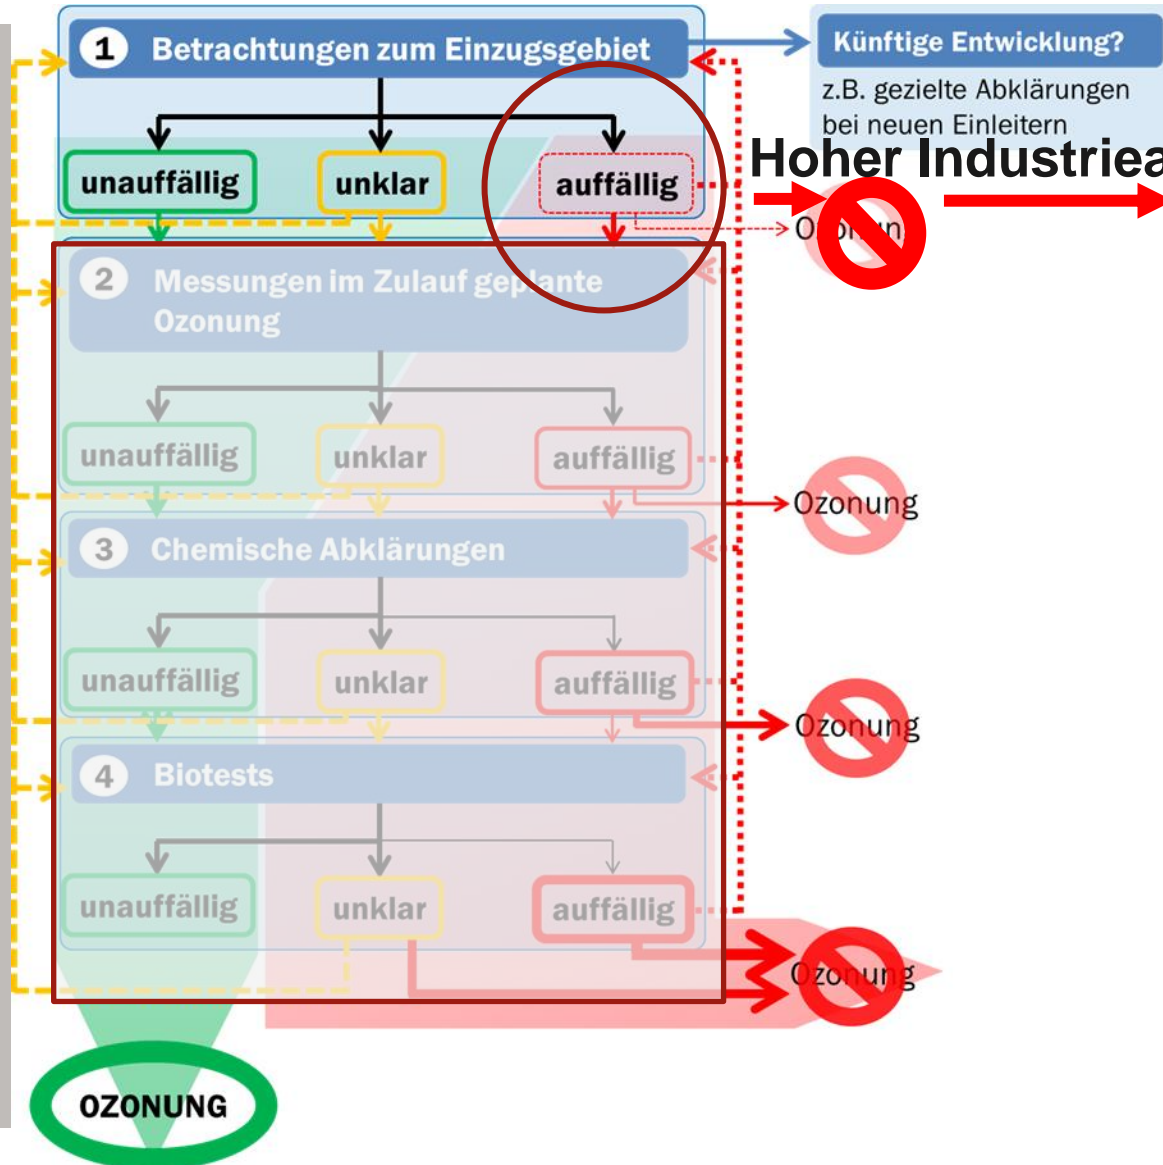 1 Betrachtungen zum Einzugsgebiet
Künftige Entwicklung?
z.B. gezielte Abklärungen
bei neuen Einleitern
Hoher Industriea
unauffällig unklar auffällig
Ozonung
2 Messungen im Zulauf geplante
Ozonung
unauffällig unklar auffällig
Ozonung
3 Chemische Abklärungen
unauffällig unklar auffällig
Ozonung
4 Biotests
unauffällig unklar auffällig
Ozonung
OZONUNG